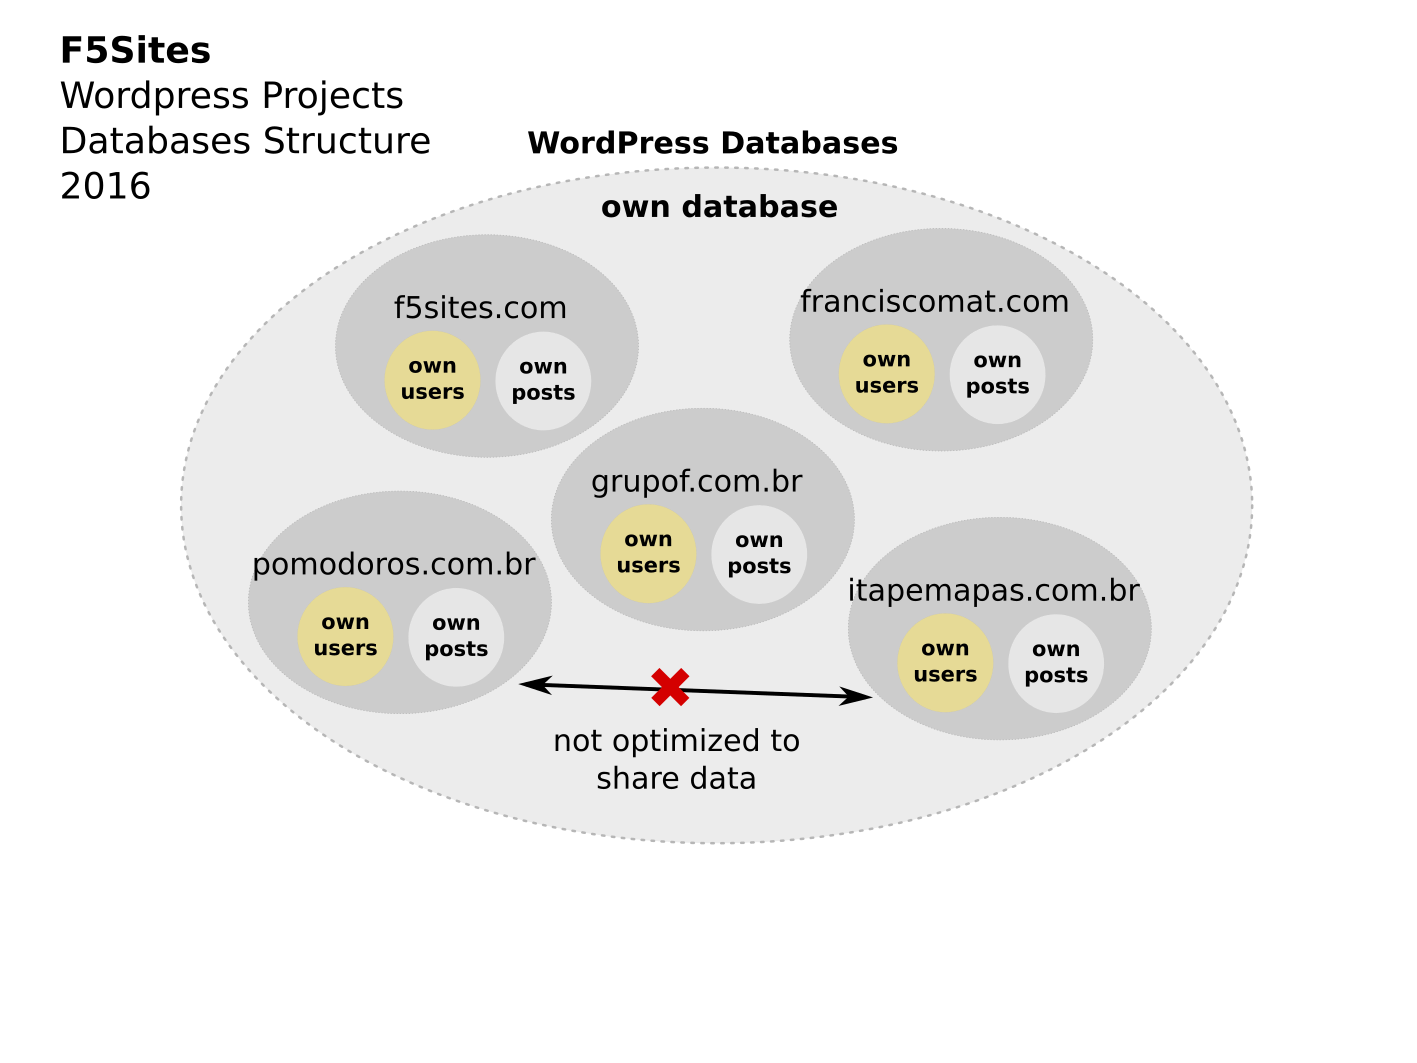 F5Sites
Wordpress Projects
Databases Structure
2016
WordPress Databases
own database
f5sites.com
own
users
own
posts
franciscomat.com
own
users
own
posts
grupof.com.br
own
users
own
posts
pomodoros.com.br
own
users
own
posts
itapemapas.com.br
own
users
own
posts
not optimized to
share data